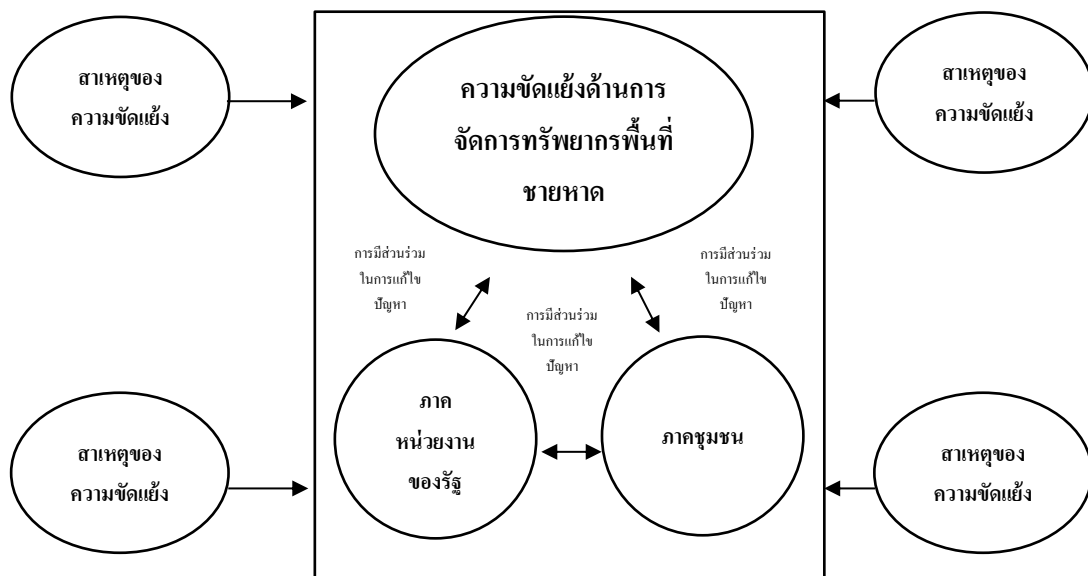 สาเหตุของ
ความขัดแย้ง
ความขัดแย้งด้านการ
จัดการทรัพยากรพื้นที่
ชายหาด
สาเหตุของ
ความขัดแย้ง
การมีส่วนร่วม
ในการแก้ไข
ปัญหา
การมีส่วนร่วม
ในการแก้ไข
ปัญหา
การมีส่วนร่วม
ในการแก้ไข
ปัญหา
สาเหตุของ
ความขัดแย้ง
ภาค
หน่วยงาน
ของรัฐ
ภาคชุมชน
สาเหตุของ
ความขัดแย้ง